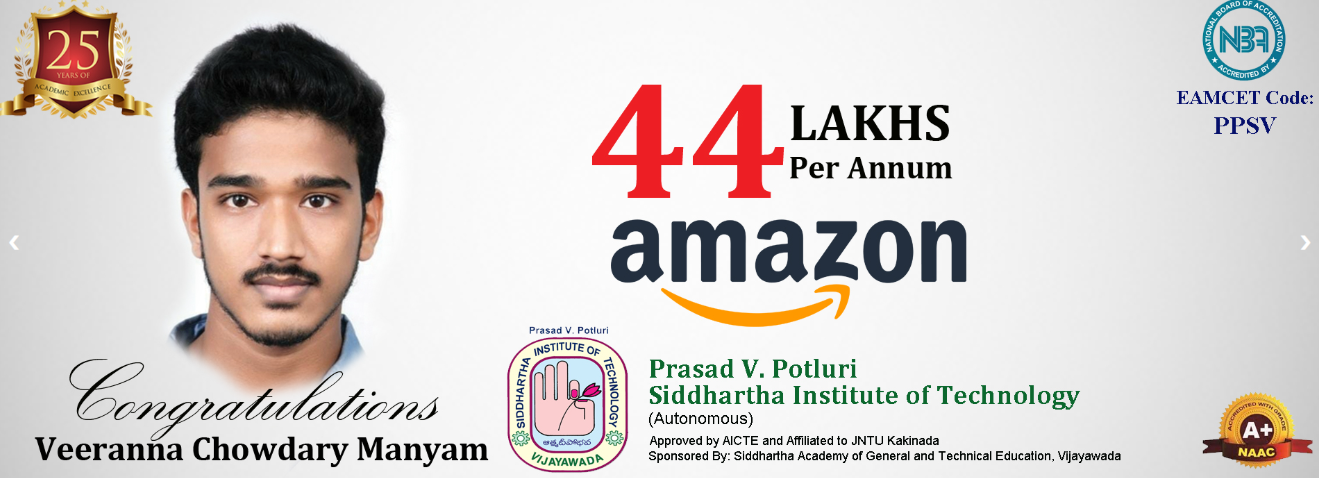 25
YEARS OF
ACADEMIC EXCELLENCE
NATIONAL BOARD OF ACCREDITATION
NBA
ACCREDITED BY
EAMCET Code:
PPSV
44 LAKHS
Per Annum
amazon
Congratulations
Veeranna Chowdary Manyam
Prasad V. Potluri
SIDDHARTHA INSTITUTE OF TECHNOLOGY
VIJAYAWADA
Prasad V. Potluri
Siddhartha Institute of Technology
(Autonomous)
Approved by AICTE and Affiliated to JNTU Kakinada
Sponsored By: Siddhartha Academy of General and Technical Education, Vijayawada
ACCREDITED WITH GRADE
A+
NAAC